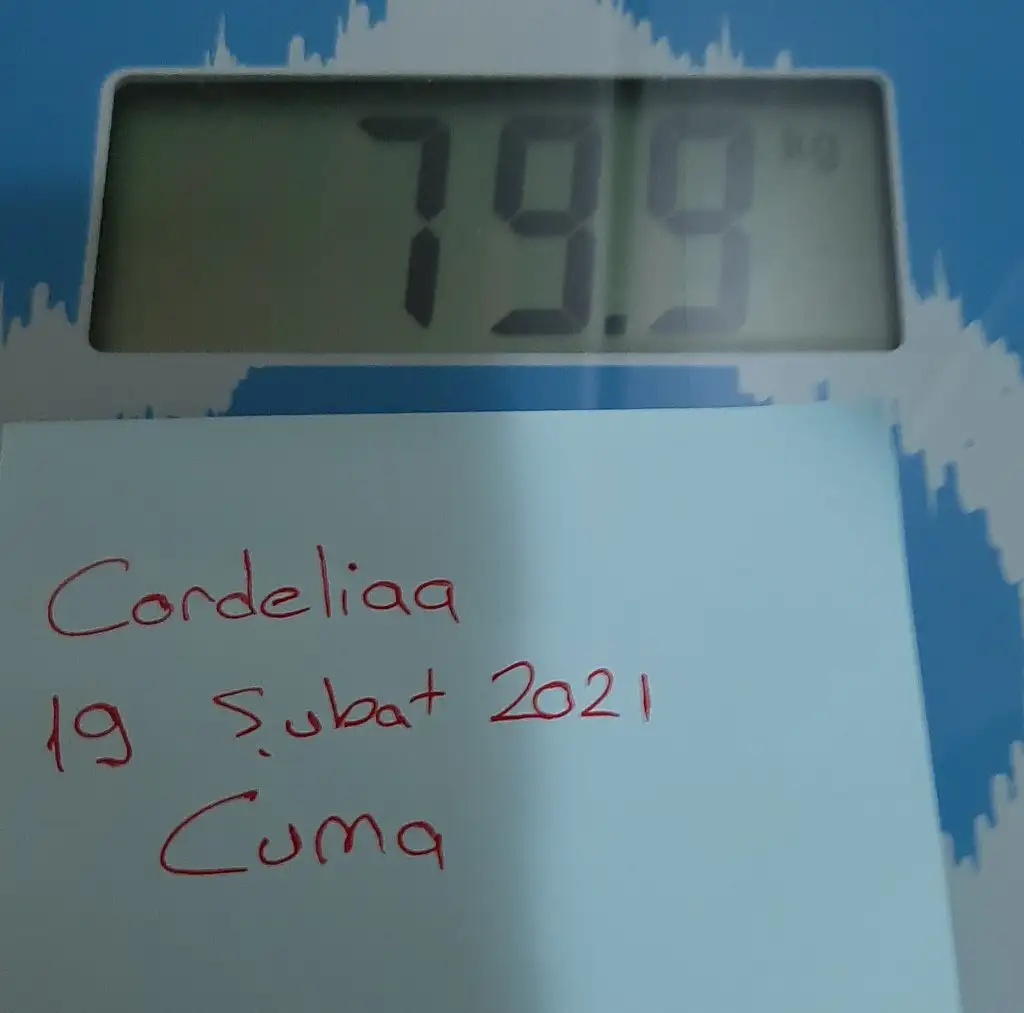 79.9 kg
Cordeliaa
19 Şubat 2021
Cuma